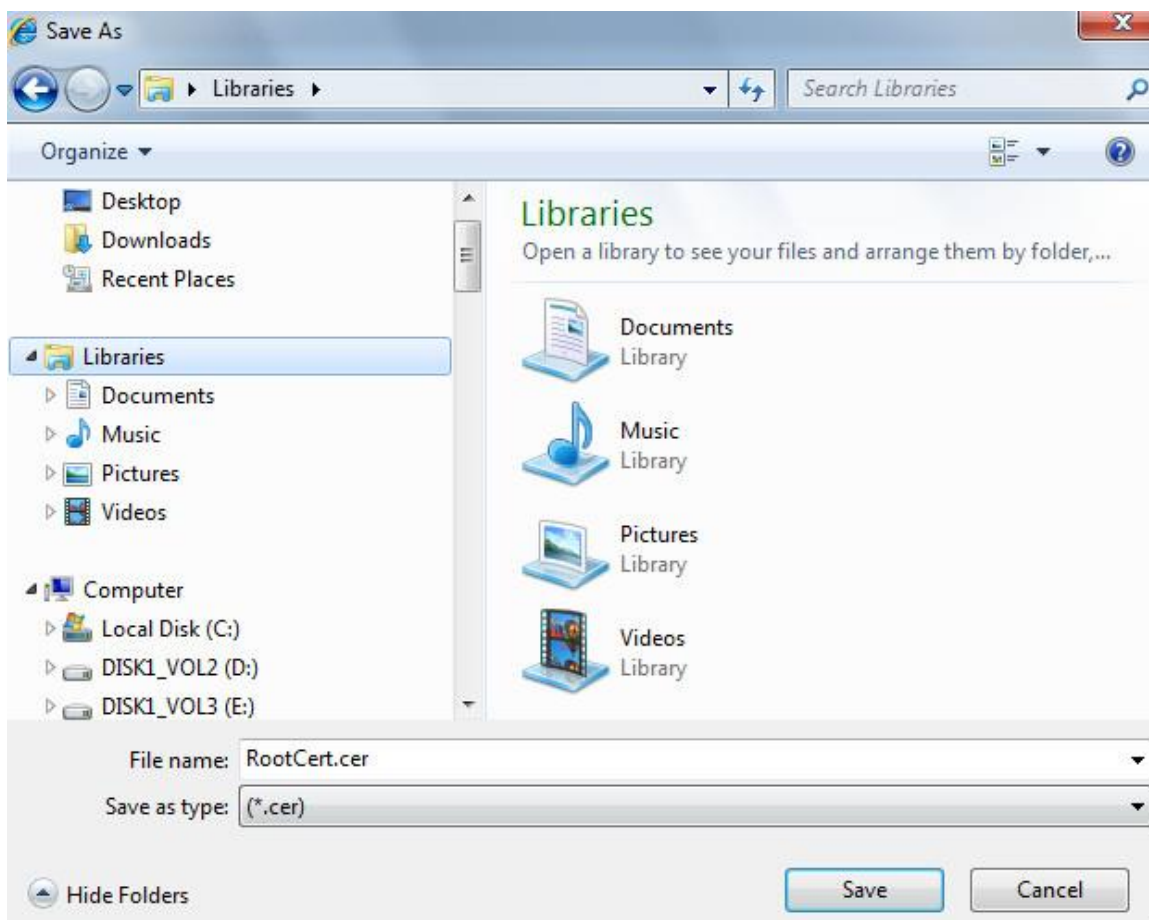 Save As
Libraries
Search Libraries
Organize
Desktop
Downloads
Recent Places
Libraries
Documents
Music
Pictures
Videos
Computer
Local Disk (C:)
DISK1_VOL2 (D:)
DISK1_VOL3 (E:)
Libraries
Open a library to see your files and arrange them by folder,...
Documents
Library
Music
Library
Pictures
Library
Videos
Library
File name: RootCert.cer
Save as type: (*.cer)
Hide Folders
Save
Cancel